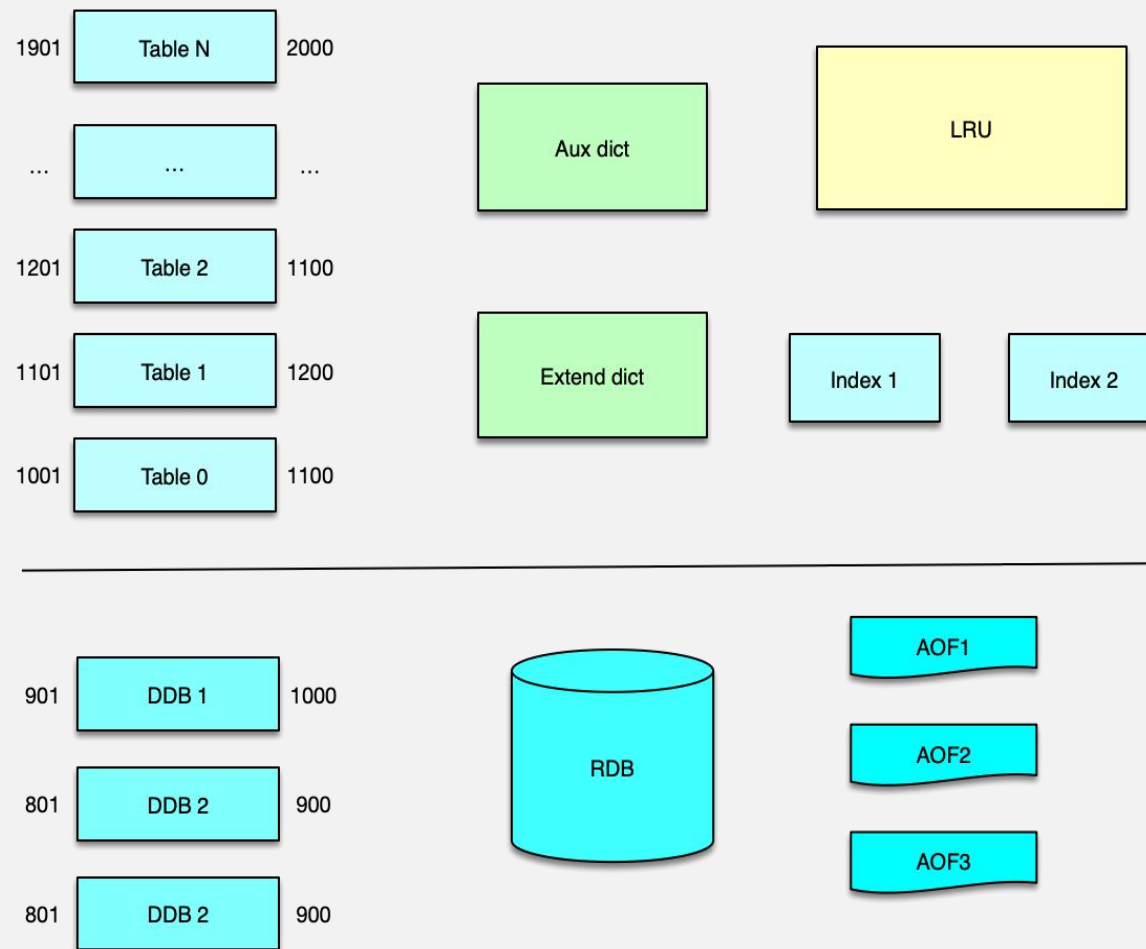 1901 Table N 2000
Aux dict
LRU
... ... ...
1201 Table 2 1100
1101 Table 1 1200
Extend dict
Index 1
Index 2
1001 Table 0 1100
901 DDB 1 1000
801 DDB 2 900
801 DDB 2 900
RDB
AOF1
AOF2
AOF3